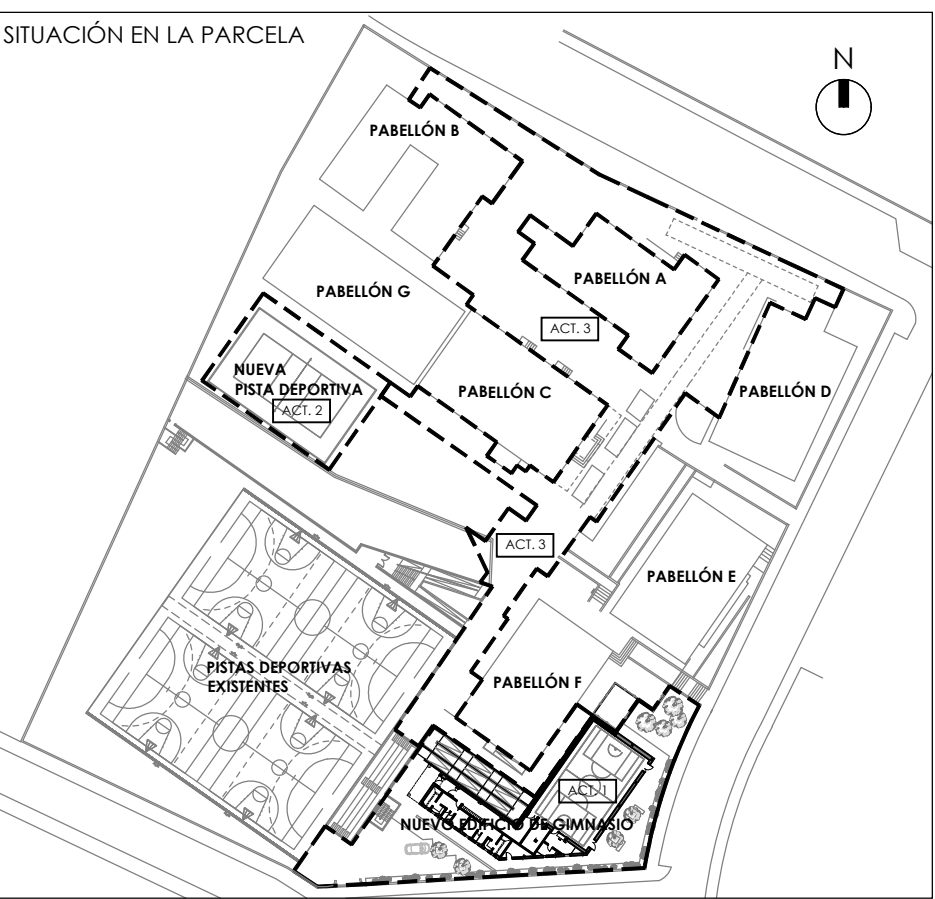 SITUACIÓN EN LA PARCELA
N
PABELLÓN B
PABELLÓN A
PABELLÓN G
ACT. 3
NUEVA
PISTA DEPORTIVA
ACT. 2
PABELLÓN C
PABELLÓN D
ACT. 3
PABELLÓN E
PISTAS DEPORTIVAS
EXISTENTES
PABELLÓN F
ACT. 1
NUEVO EDIFICIO DE GIMNASIO